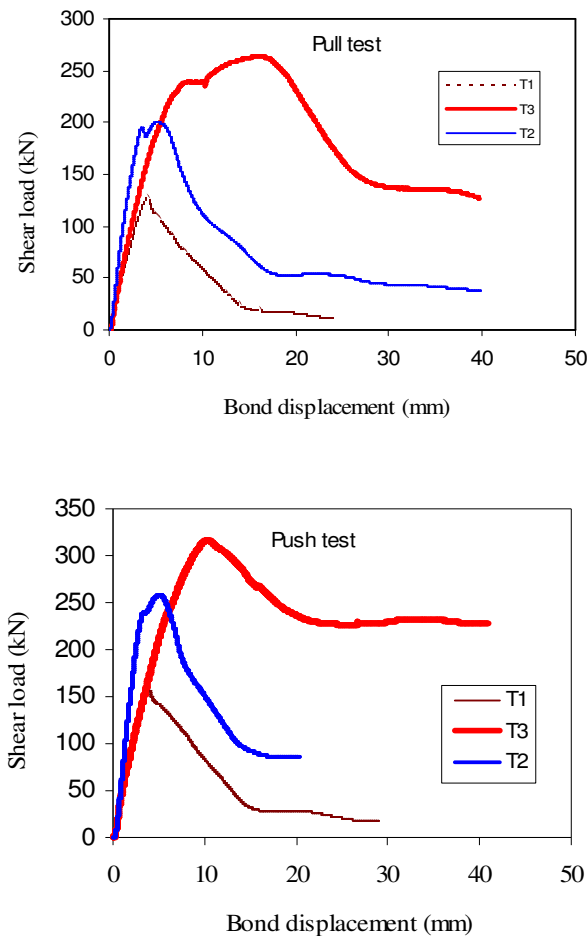 300
250
200
150
100
50
0
Shear load (kN)
Pull test
T1
T3
T2
0 10 20 30 40 50
Bond displacement (mm)
350
300
250
200
150
100
50
0
Shear load (kN)
Push test
T1
T3
T2
0 10 20 30 40 50
Bond displacement (mm)